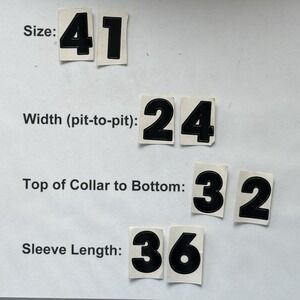 Size: 41
Width (pit-to-pit): 24
Top of Collar to Bottom: 32
Sleeve Length: 36